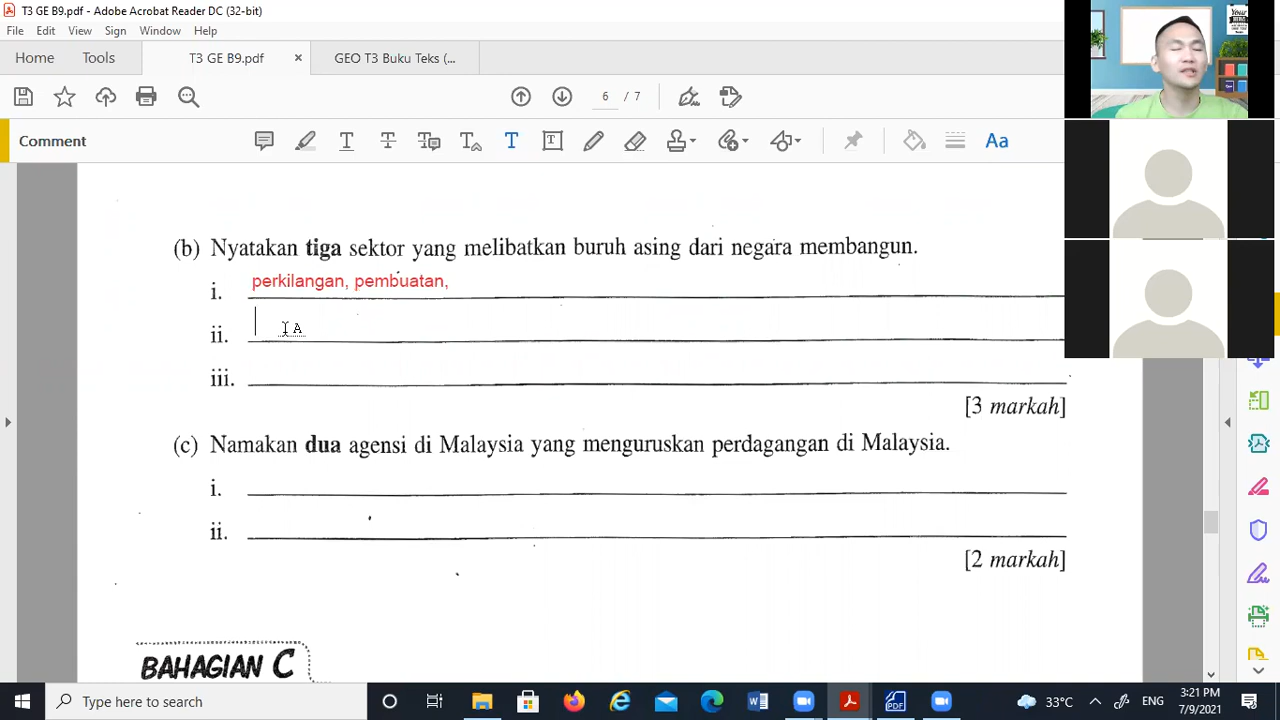 T3 GE B9.pdf - Adobe Acrobat Reader DC (32-bit)
File Edit View Sign Window Help
Home Tools T3 GE B9.pdf × GEO T3 Buku Teks (...
6 / 7
Comment
T T T T T T Aa
(b) Nyatakan tiga sektor yang melibatkan buruh asing dari negara membangun.
perkilangan, pembuatan,
i.
A
ii.
iii.
[3 markah]
(c) Namakan dua agensi di Malaysia yang menguruskan perdagangan di Malaysia.
i.
ii.
[2 markah]
BAHAGIAN C
Type here to search
33°C
ENG
3:21 PM
7/9/2021